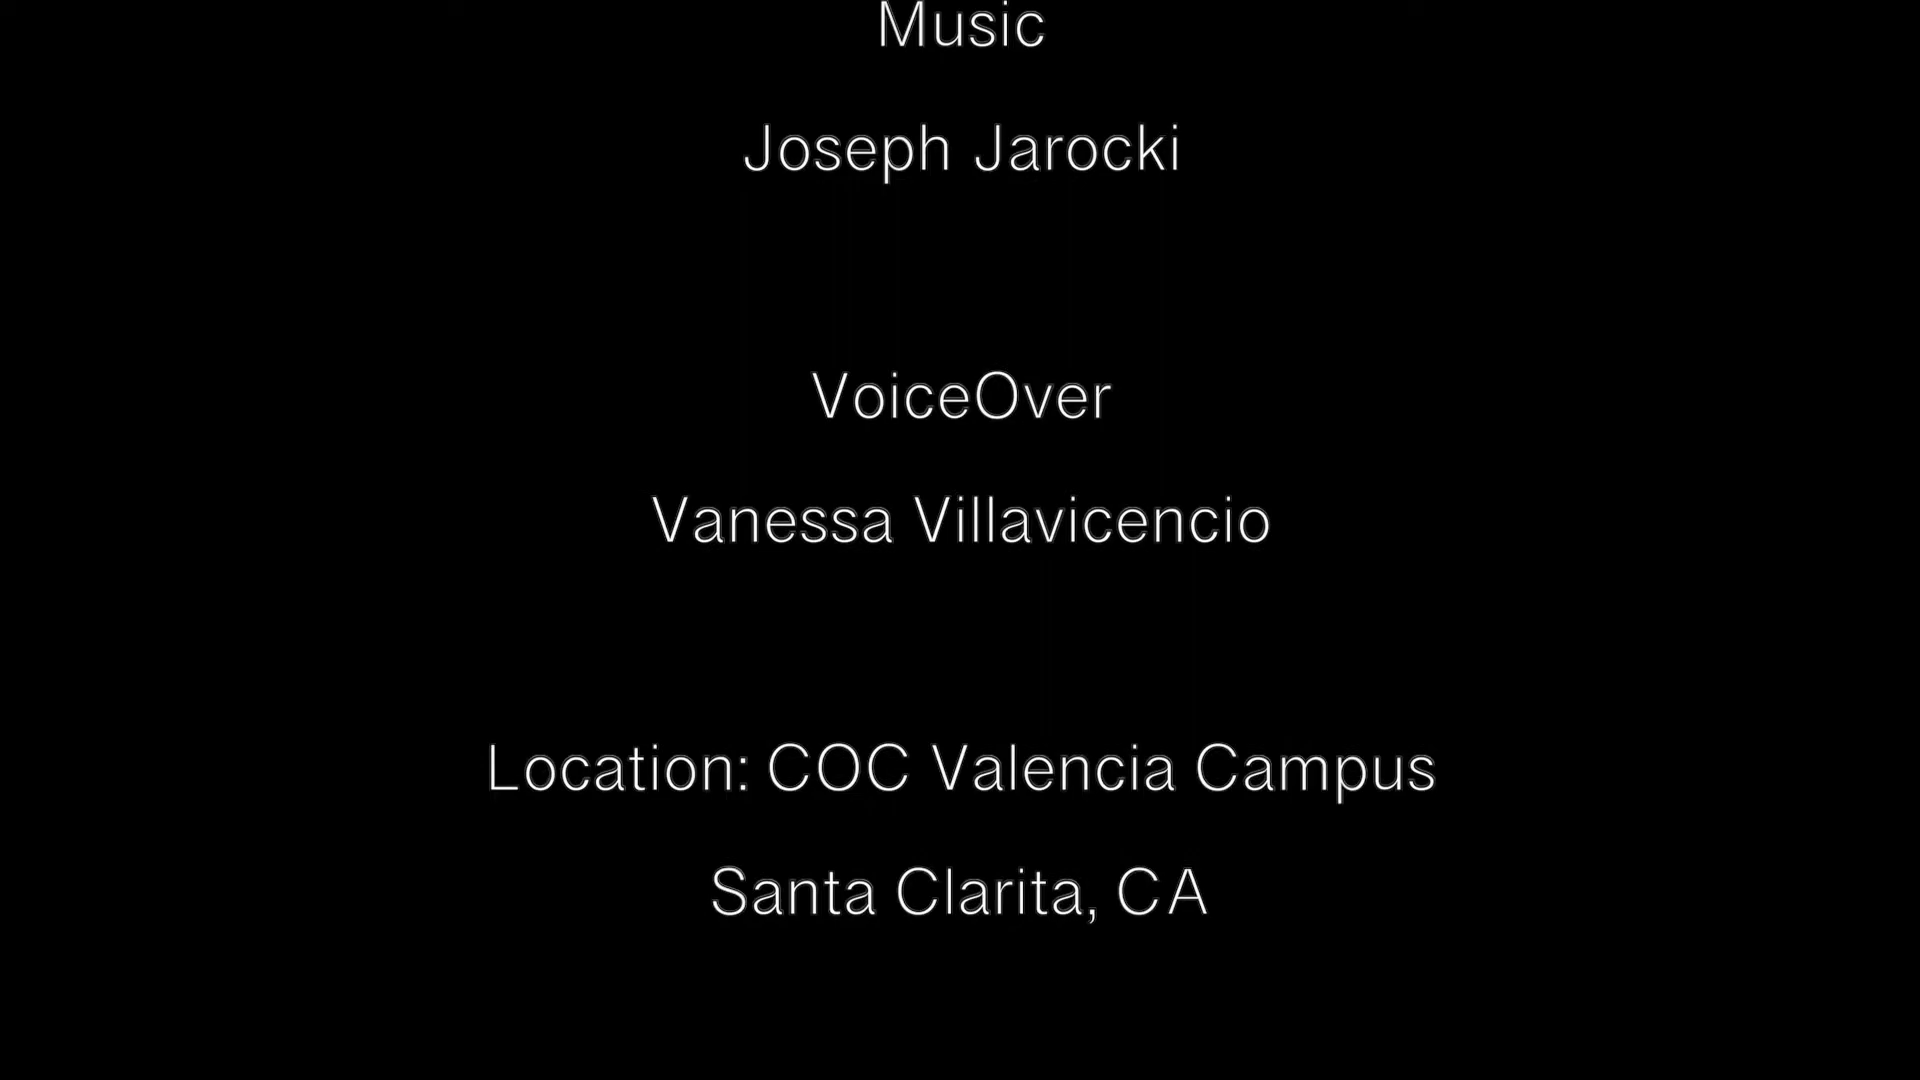 Music
Joseph Jarocki
VoiceOver
Vanessa Villavicencio
Location: COC Valencia Campus
Santa Clarita, CA